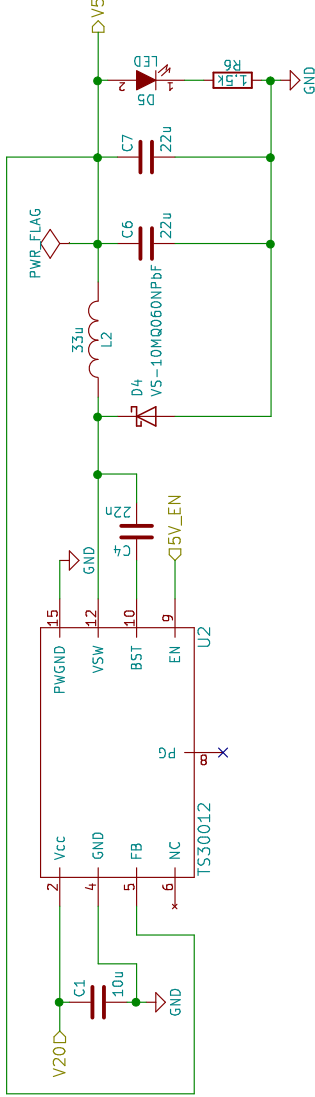 V5
LED
2
1
D5
R6
1.5k
GND
C7
22u
C6
22u
PWR_FLAG
33u
L2
D4
VS-10MQ060NPbF
22n
C4
5V_EN
GND
15
12
10
9
U2
PWGND
VSW
BST
EN
PG
8
TS30012
Vcc
GND
FB
NC
2
4
5
6
C1
10u
GND
V20